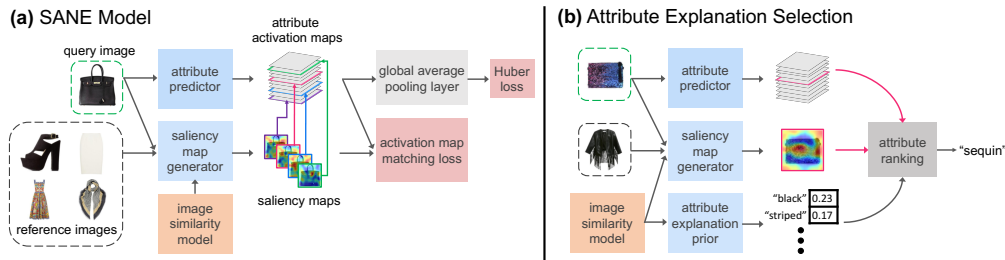 (a) SANE Model
query image
attribute
predictor
attribute
activation maps
global average
pooling layer
Huber
loss
saliency
map
generator
activation map
matching loss
saliency maps
reference images
image
similarity
model
(b) Attribute Explanation Selection
attribute
predictor
saliency
map
generator
attribute
ranking
“sequin”
image
similarity
model
attribute
explanation
prior
“black” 0.23
“striped” 0.17